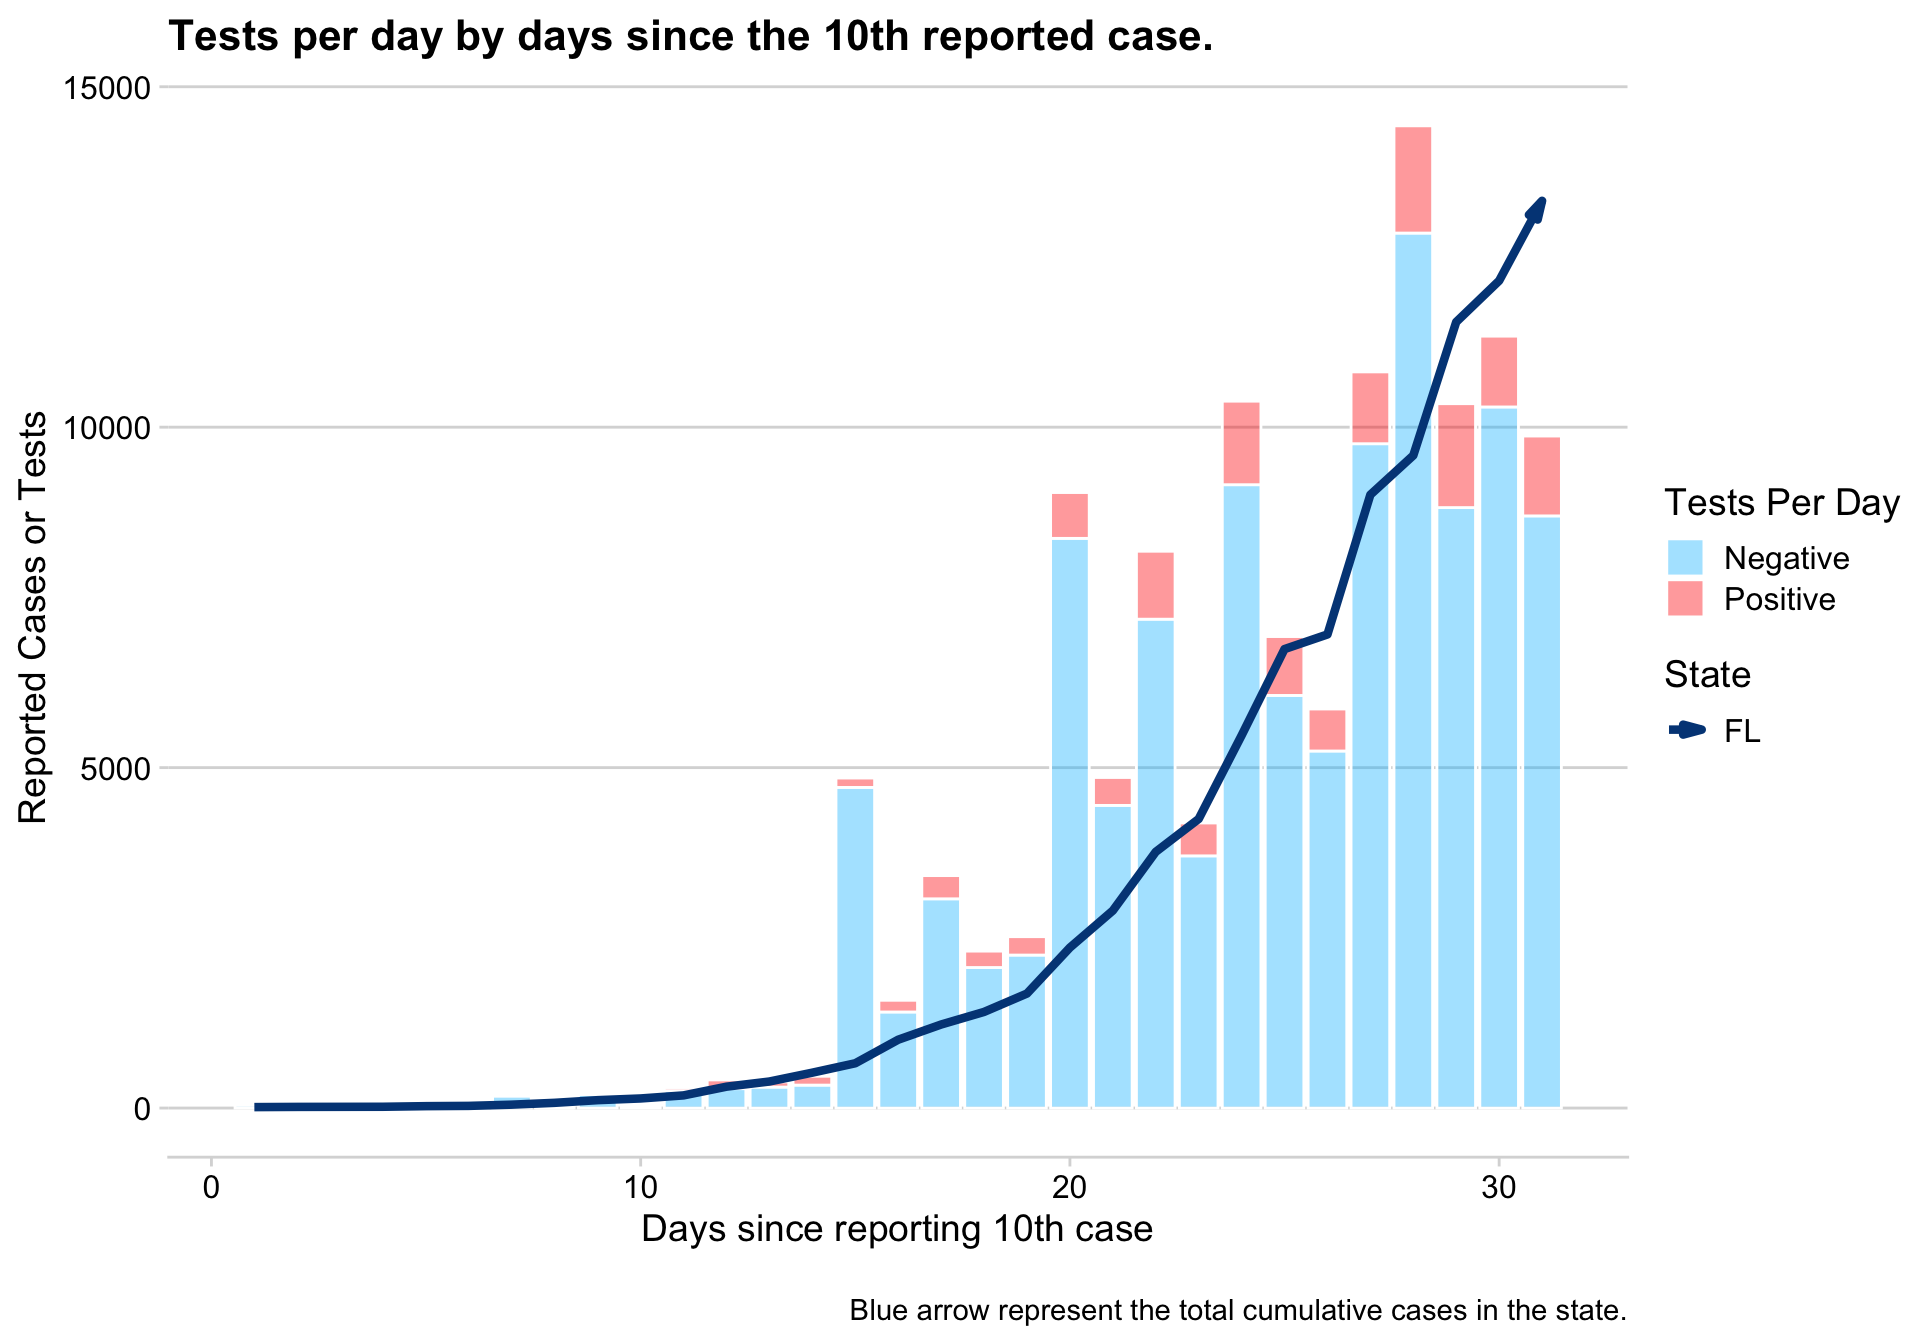 Tests per day by days since the 10th reported case.
15000
10000
5000
0
Reported Cases or Tests
0 10 20 30
Days since reporting 10th case
Tests Per Day
Negative
Positive
State
FL
Blue arrow represent the total cumulative cases in the state.